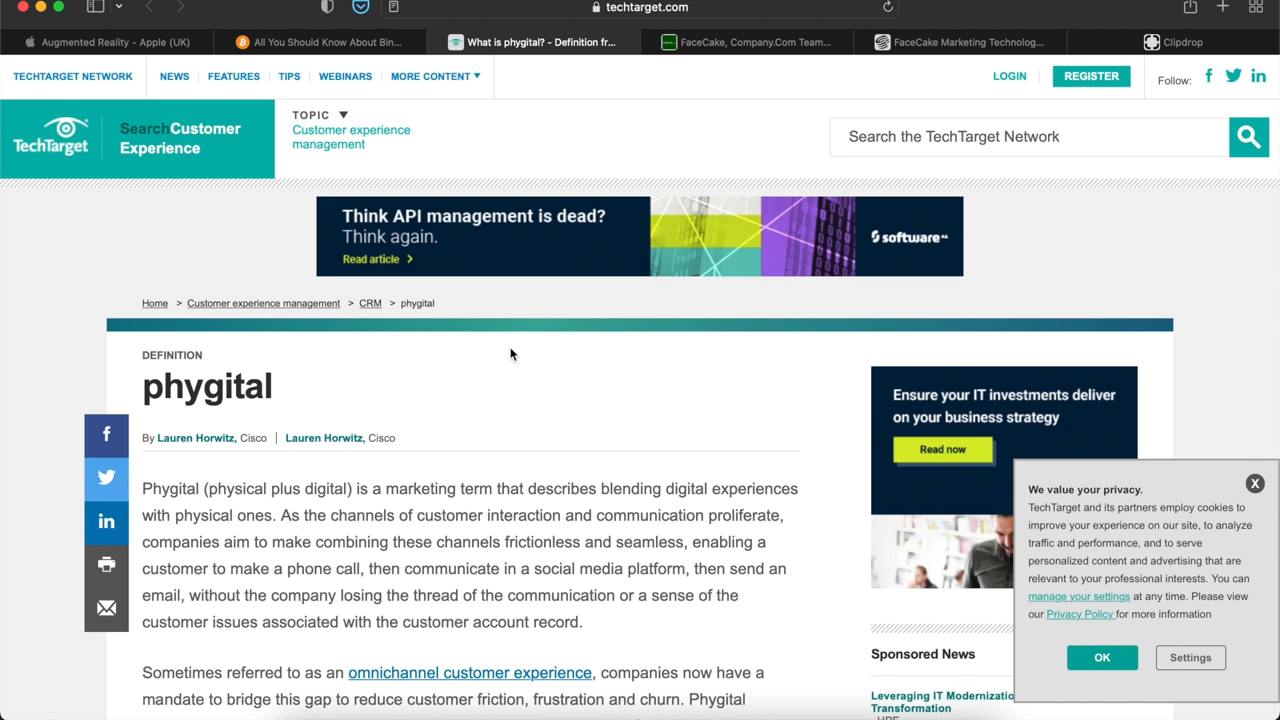 techtarget.com
Augmented Reality - Apple (UK)
All You Should Know About Bin...
What is phygital? - Definition fr...
FaceCake, Company.Com Team...
FaceCake Marketing Technolog...
Clipdrop
TECHTARGET NETWORK
NEWS
FEATURES
TIPS
WEBINARS
MORE CONTENT
LOGIN
REGISTER
Follow:
TechTarget
SearchCustomer
Experience
TOPIC
Customer experience
management
Search the TechTarget Network
Think API management is dead?
Think again.
Read article >
software AG
Home > Customer experience management > CRM > phygital
DEFINITION
phygital
By Lauren Horwitz, Cisco | Lauren Horwitz, Cisco
Phygital (physical plus digital) is a marketing term that describes blending digital experiences
with physical ones. As the channels of customer interaction and communication proliferate,
companies aim to make combining these channels frictionless and seamless, enabling a
customer to make a phone call, then communicate in a social media platform, then send an
email, without the company losing the thread of the communication or a sense of the
customer issues associated with the customer account record.
Sometimes referred to as an omnichannel customer experience, companies now have a
mandate to bridge this gap to reduce customer friction, frustration and churn. Phygital
Ensure your IT investments deliver
on your business strategy
Read now
Sponsored News
Leveraging IT Modernizatio
Transformation
–HPE
We value your privacy.
X
TechTarget and its partners employ cookies to
improve your experience on our site, to analyze
traffic and performance, and to serve
personalized content and advertising that are
relevant to your professional interests. You can
manage your settings at any time. Please view
our Privacy Policy for more information
OK
Settings